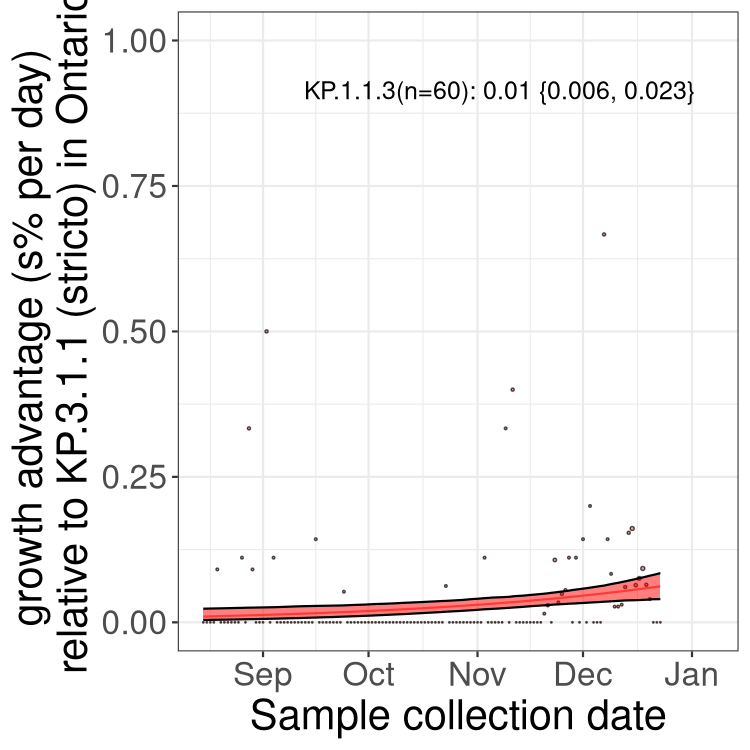 growth advantage (s% per day)
relative to KP.3.1.1 (stricto) in Ontario
1.00
0.75
0.50
0.25
0.00
KP.1.1.3(n=60): 0.01 {0.006, 0.023}
Sep Oct Nov Dec Jan
Sample collection date